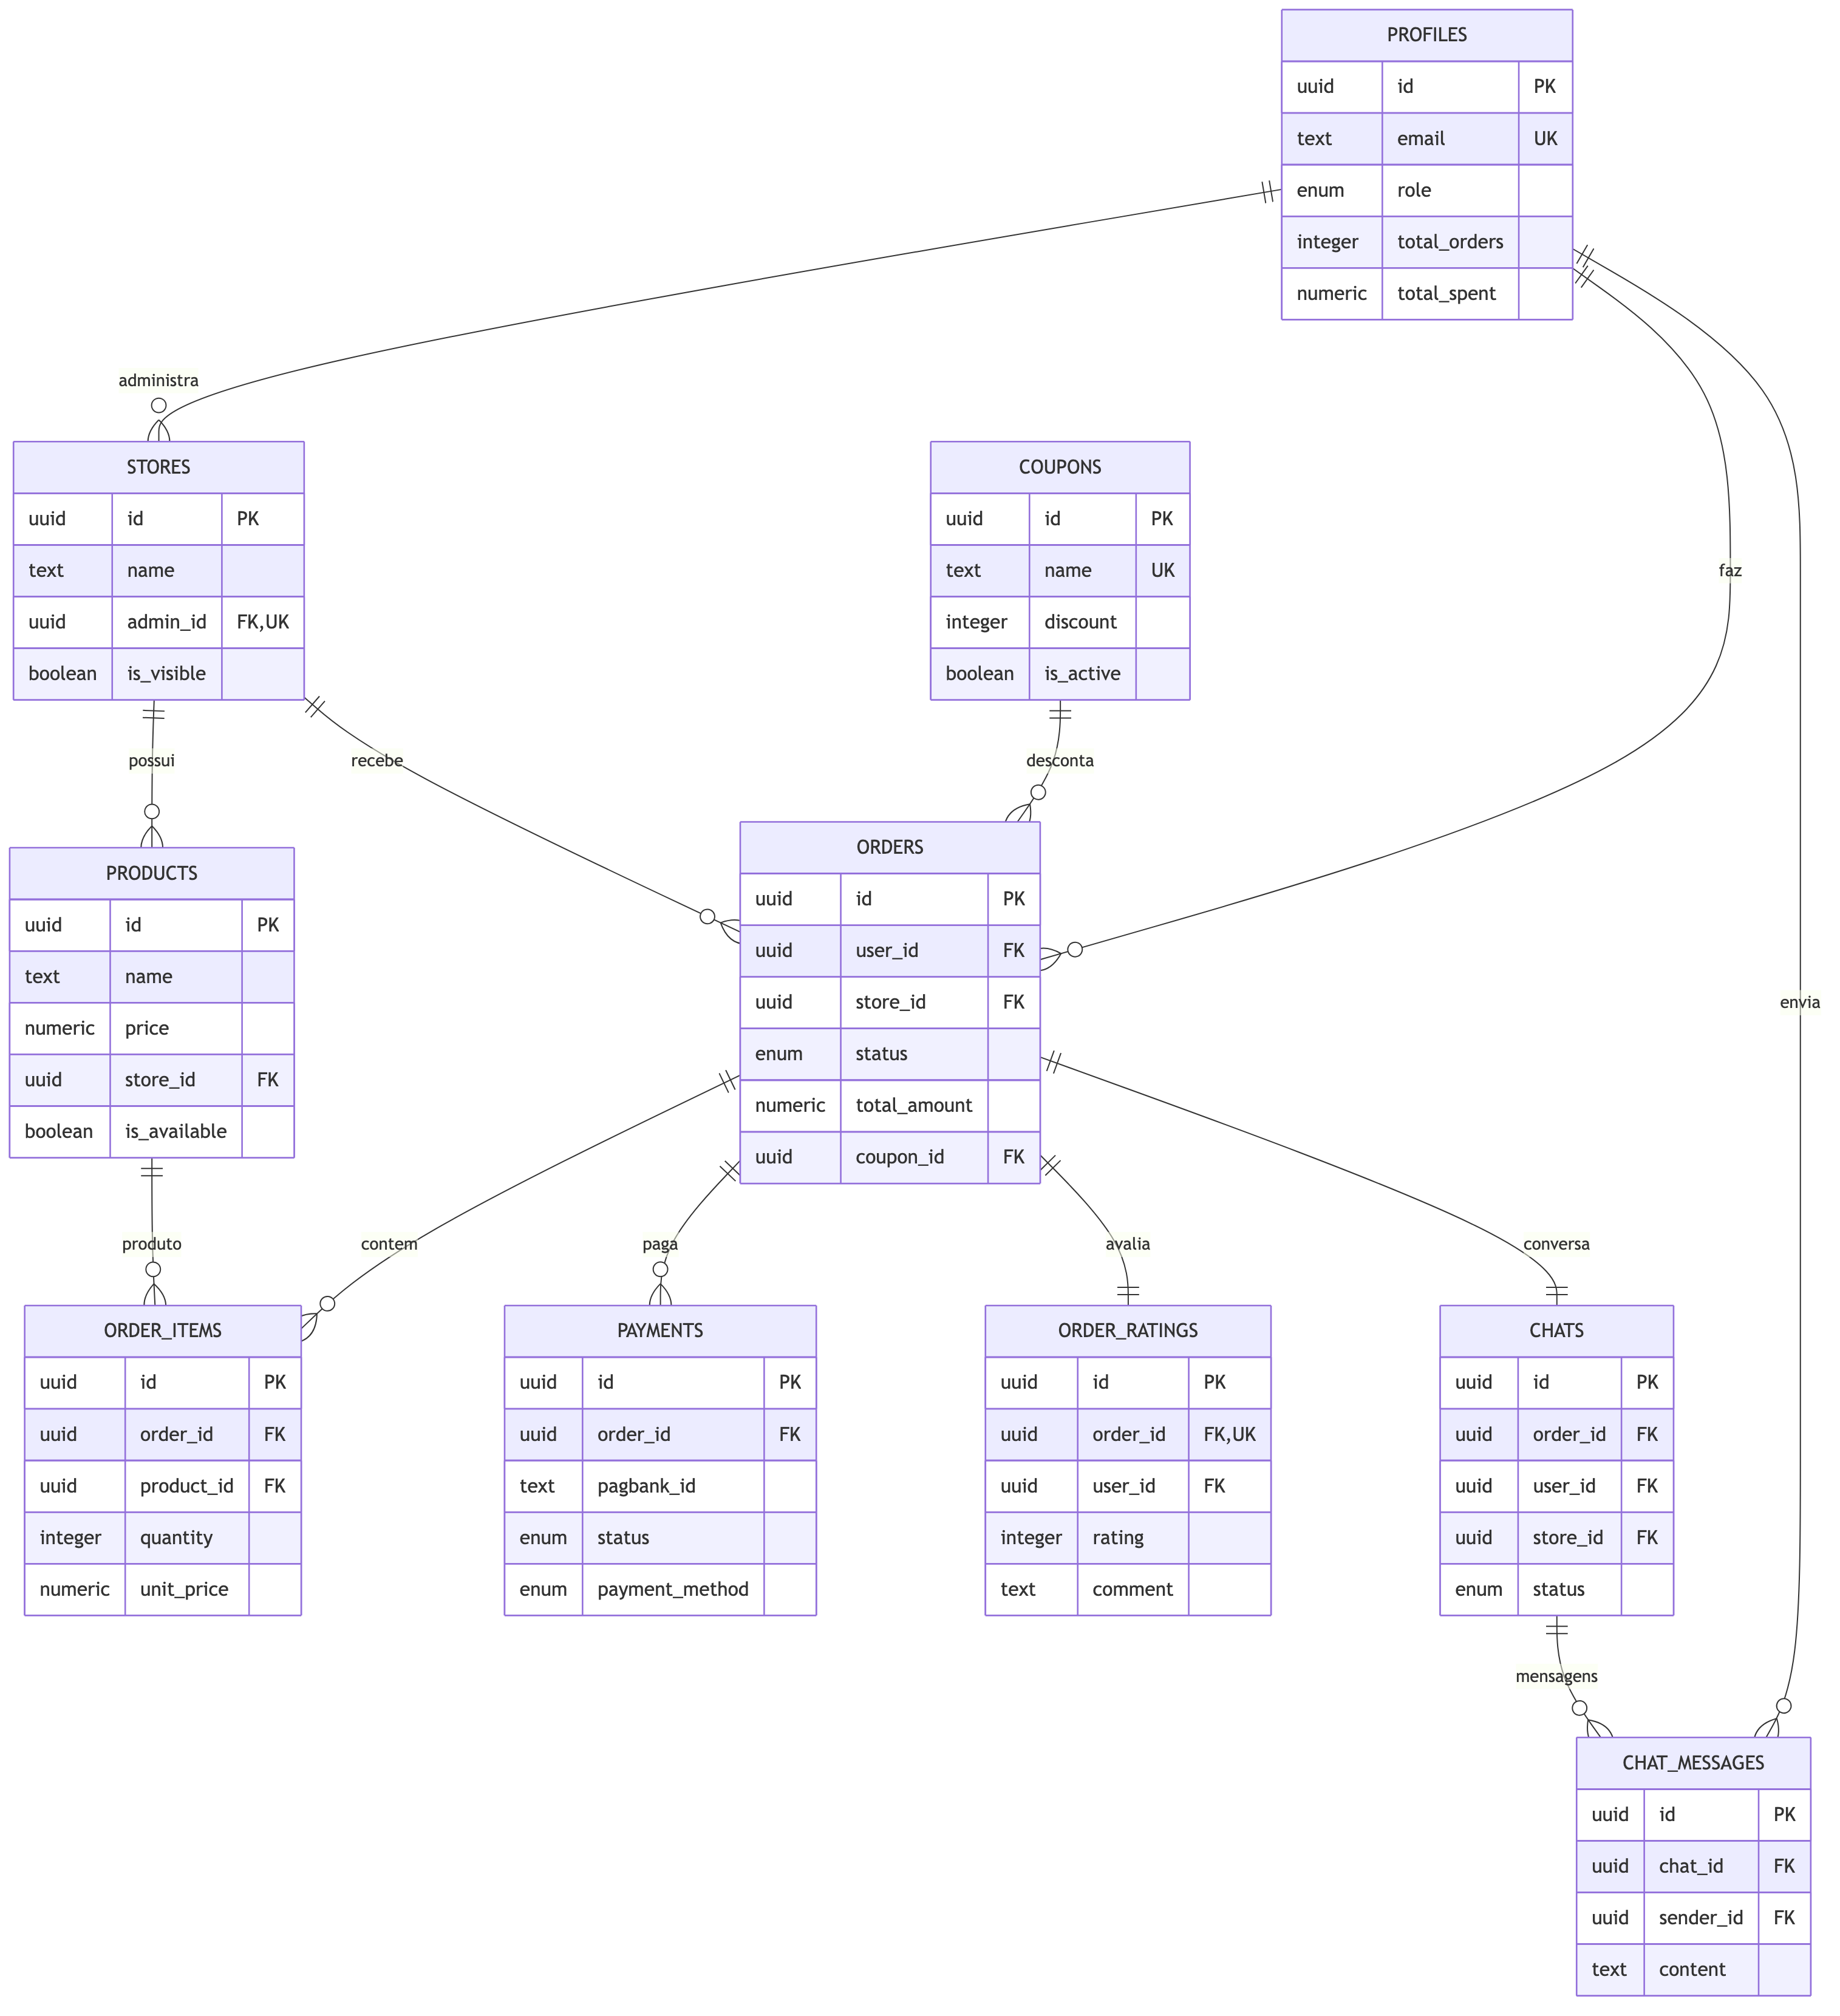 PROFILES
uuid id PK
text email UK
enum role
integer total_orders
numeric total_spent
administra
STORES
uuid id PK
text name
uuid admin_id FK,UK
boolean is_visible
COUPONS
uuid id PK
text name UK
integer discount
boolean is_active
faz
possui
recebe
desconta
PRODUCTS
uuid id PK
text name
numeric price
uuid store_id FK
boolean is_available
ORDERS
uuid id PK
uuid user_id FK
uuid store_id FK
enum status
numeric total_amount
uuid coupon_id FK
envia
produto
contem
paga
avalia
conversa
ORDER_ITEMS
uuid id PK
uuid order_id FK
uuid product_id FK
integer quantity
numeric unit_price
PAYMENTS
uuid id PK
uuid order_id FK
text pagbank_id
enum status
enum payment_method
ORDER_RATINGS
uuid id PK
uuid order_id FK,UK
uuid user_id FK
integer rating
text comment
CHATS
uuid id PK
uuid order_id FK
uuid user_id FK
uuid store_id FK
enum status
mensagens
CHAT_MESSAGES
uuid id PK
uuid chat_id FK
uuid sender_id FK
text content